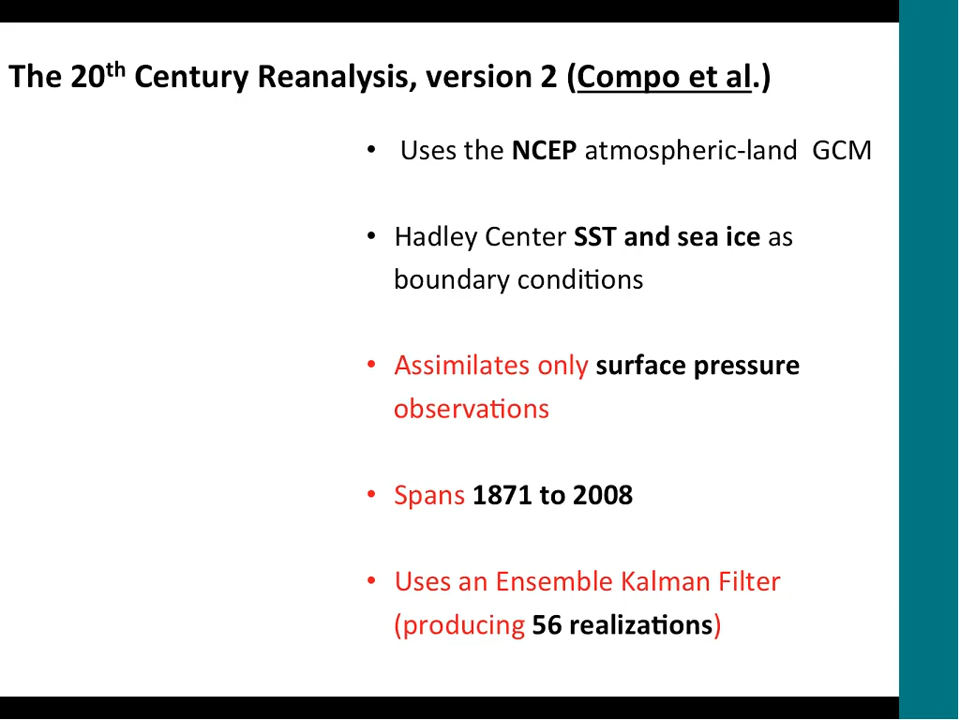 The 20th Century Reanalysis, version 2 (Compo et al.)
• Uses the NCEP atmospheric-land GCM
• Hadley Center SST and sea ice as
boundary conditions
• Assimilates only surface pressure
observations
• Spans 1871 to 2008
• Uses an Ensemble Kalman Filter
(producing 56 realizations)